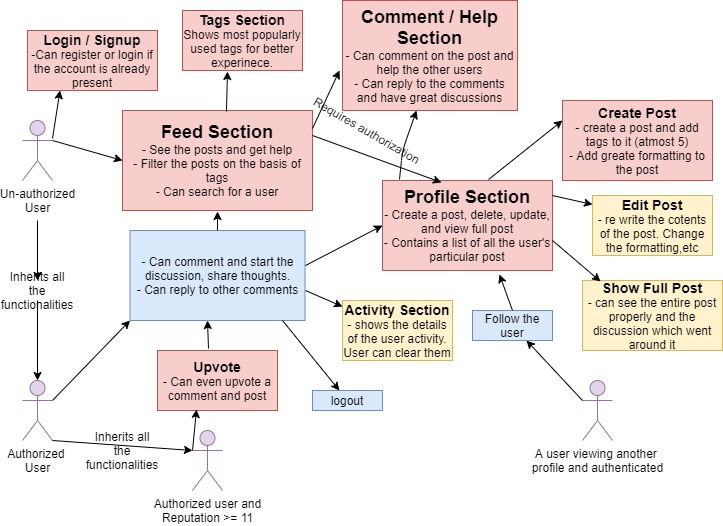 Login / Signup
-Can register or login if
the account is already
present
Tags Section
Shows most popularly
used tags for better
experinece.
Comment / Help
Section
- Can comment on the post and
help the other users
- Can reply to the comments
and have great discussions
Requires authorization
Feed Section
- See the posts and get help
- Filter the posts on the basis of
tags
- Can search for a user
Create Post
- create a post and add
tags to it (atmost 5)
- Add greate formatting to
the post
Un-authorized
User
Profile Section
- Create a post, delete, update,
and view full post
- Contains a list of all the user's
particular post
Edit Post
- re write the cotents
of the post. Change
the formatting,etc
- Can comment and start the
discussion, share thoughts.
- Can reply to other comments
Inherits all
the
functionalities
Show Full Post
- can see the entire post
properly and the
discussion which went
around it
Activity Section
- shows the details
of the user activity.
User can clear them
Follow the
user
Upvote
- Can even upvote a
comment and post
logout
Authorized
User
Inherits all
the
functionalities
A user viewing another
profile and authenticated
Authorized user and
Reputation >= 11